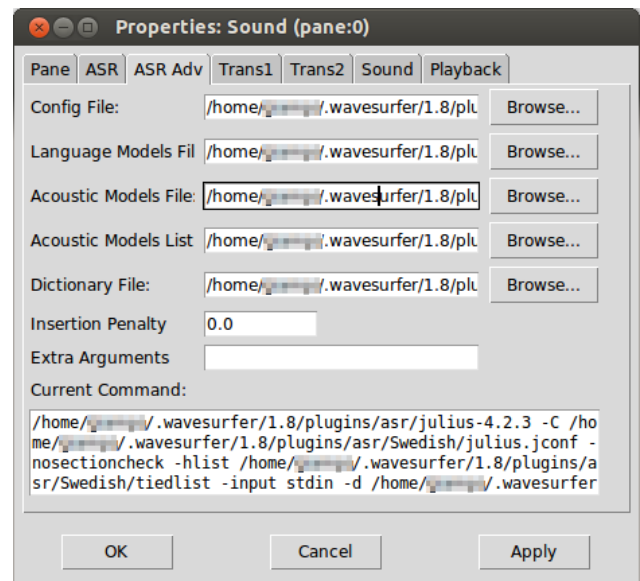 Properties: Sound (pane:0)
Pane ASR ASR Adv Trans1 Trans2 Sound Playback
Config File: /home/ /.wavesurfer/1.8/plu Browse...
Language Models Fil /home/ /.wavesurfer/1.8/plu Browse...
Acoustic Models File: /home/ /.wavesurfer/1.8/plu Browse...
Acoustic Models List /home/ /.wavesurfer/1.8/plu Browse...
Dictionary File: /home/ /.wavesurfer/1.8/plu Browse...
Insertion Penalty 0.0
Extra Arguments
Current Command:
/home/ /.wavesurfer/1.8/plugins/asr/julius-4.2.3 -C /ho
me/ /.wavesurfer/1.8/plugins/asr/Swedish/julius.jconf -
nosectioncheck -hlist /home/ /.wavesurfer/1.8/plugins/a
sr/Swedish/tiedlist -input stdin -d /home/ /.wavesurfer
OK Cancel Apply